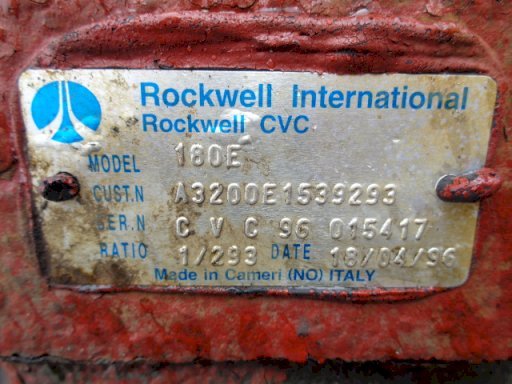 Rockwell International
Rockwell CVC
MODEL 180E
CUST.N A3200E1539293
SER.N C V C 96 015417
RATIO 1/293 DATE 18/04/96
Made in Cameri (NO) ITALY